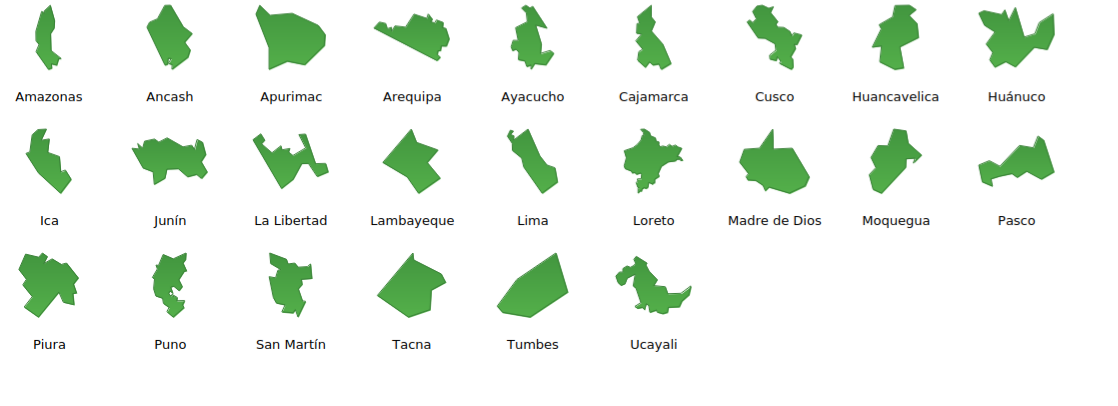 Amazonas Ancash Apurimac Arequipa Ayacucho Cajamarca Cusco Huancavelica Huánuco
Ica Junín La Libertad Lambayeque Lima Loreto Madre de Dios Moquegua Pasco
Piura Puno San Martín Tacna Tumbes Ucayali